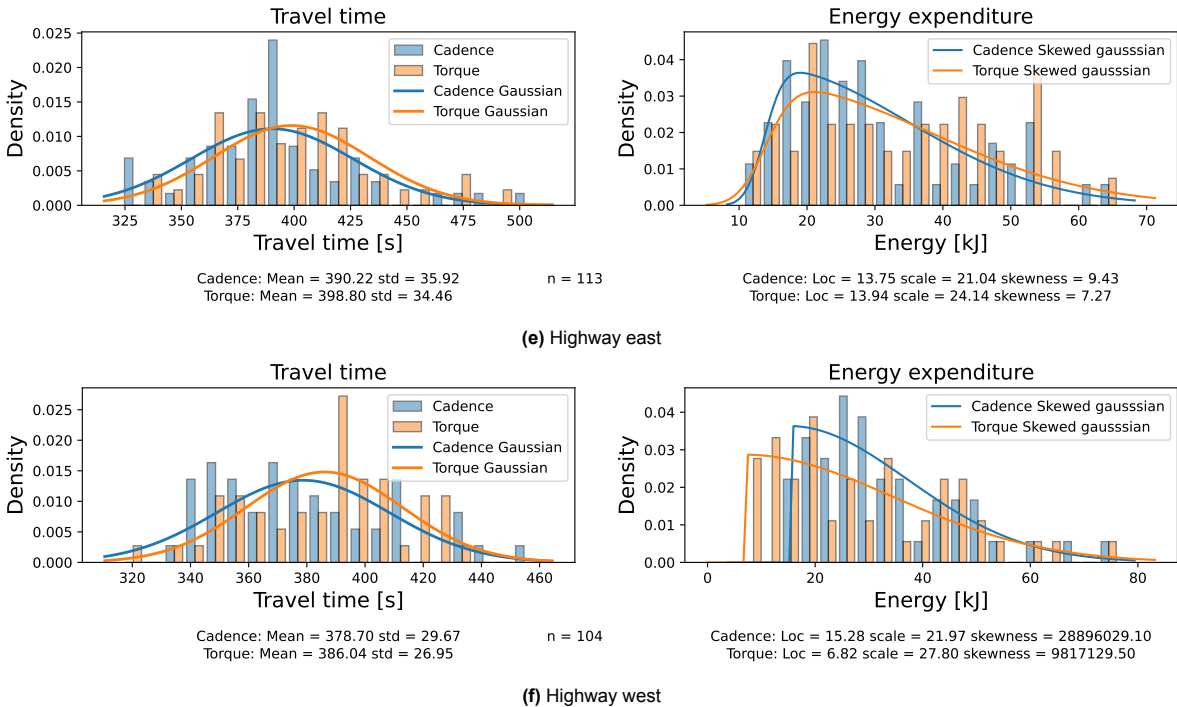 Travel time
Density
0.025
0.020
0.015
0.010
0.005
0.000
Cadence
Torque
Cadence Gaussian
Torque Gaussian
325 350 375 400 425 450 475 500
Travel time [s]
Cadence: Mean = 390.22 std = 35.92
Torque: Mean = 398.80 std = 34.46
n = 113
Energy expenditure
Density
0.04
0.03
0.02
0.01
0.00
Cadence Skewed gausssian
Torque Skewed gausssian
10 20 30 40 50 60 70
Energy [kJ]
Cadence: Loc = 13.75 scale = 21.04 skewness = 9.43
Torque: Loc = 13.94 scale = 24.14 skewness = 7.27
(e) Highway east
Travel time
Density
0.025
0.020
0.015
0.010
0.005
0.000
Cadence
Torque
Cadence Gaussian
Torque Gaussian
320 340 360 380 400 420 440 460
Travel time [s]
Cadence: Mean = 378.70 std = 29.67
Torque: Mean = 386.04 std = 26.95
n = 104
Energy expenditure
Density
0.04
0.03
0.02
0.01
0.00
Cadence Skewed gausssian
Torque Skewed gausssian
0 20 40 60 80
Energy [kJ]
Cadence: Loc = 15.28 scale = 21.97 skewness = 28896029.10
Torque: Loc = 6.82 scale = 27.80 skewness = 9817129.50
(f) Highway west